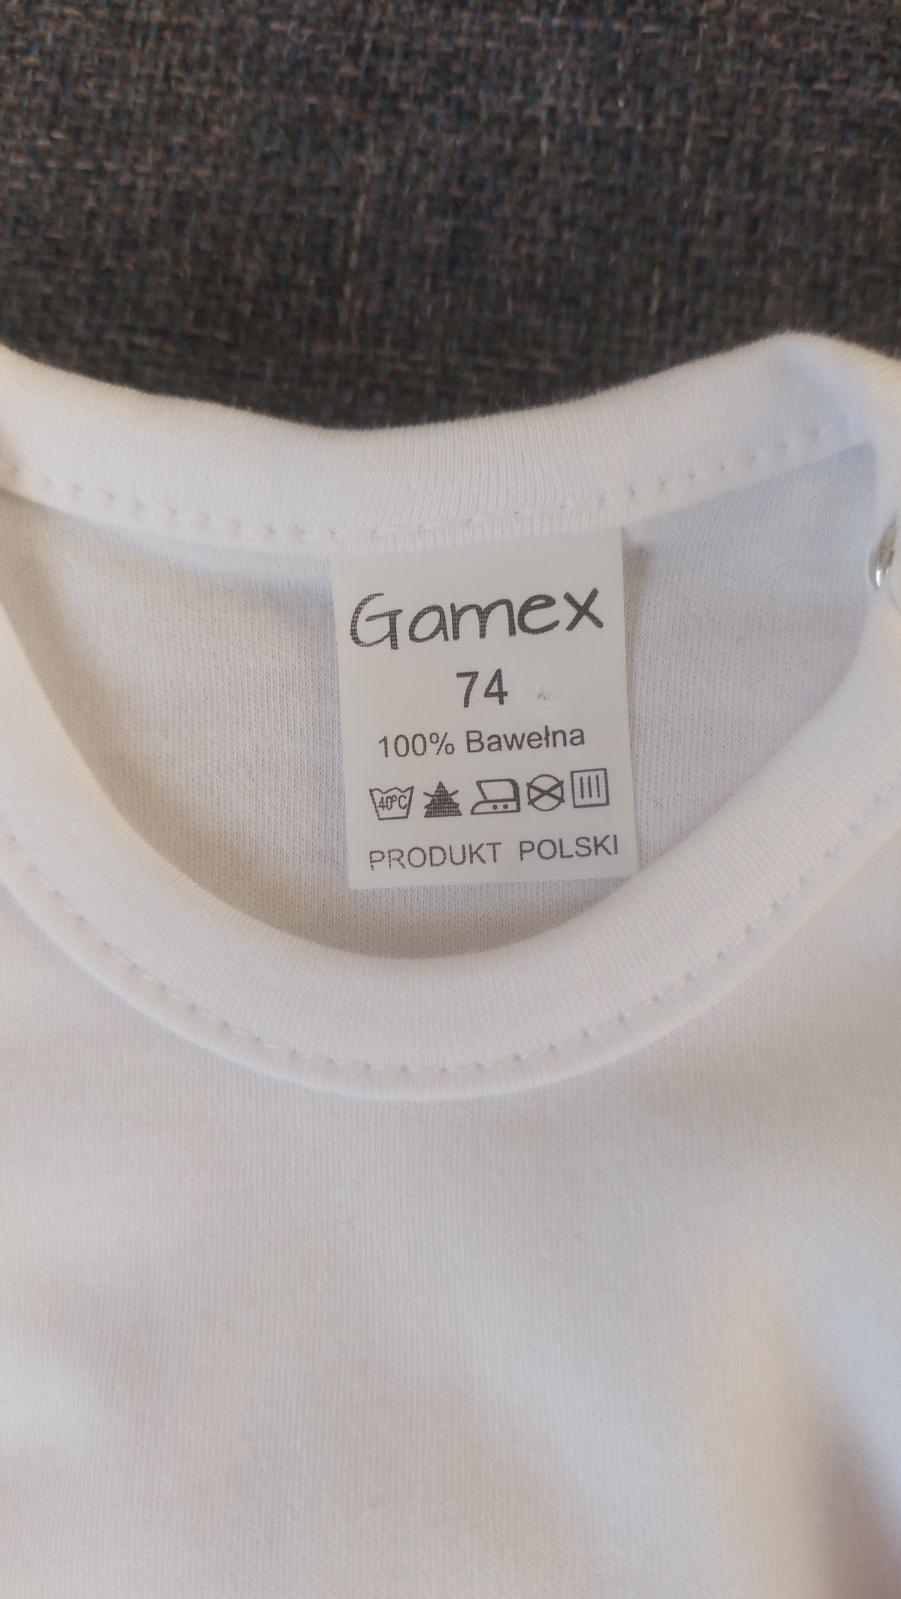 Gamex
74
100% Bawełna
40°C
PRODUKT POLSKI